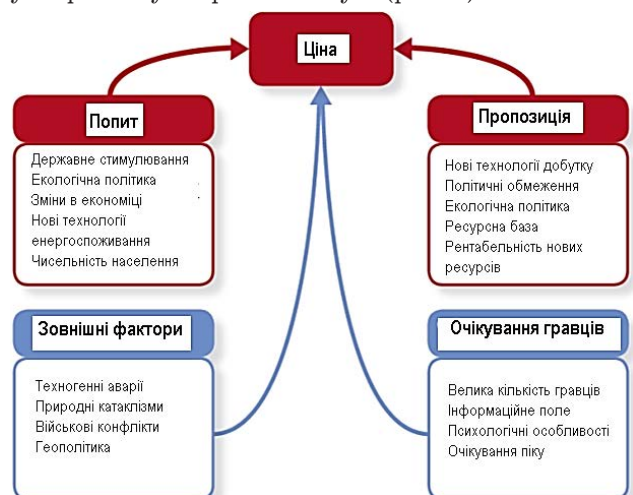 Ціна
Попит
Державне стимулювання
Екологічна політика
Зміни в економіці
Нові технології
енергоспоживання
Чисельність населення
Пропозиція
Нові технології добутку
Політичні обмеження
Екологічна політика
Ресурсна база
Рентабельність нових
ресурсів
Зовнішні фактори
Техногенні аварії
Природні катаклізми
Військові конфлікти
Геополітика
Очікування гравців
Велика кількість гравців
Інформаційне поле
Психологічні особливості
Очікування піку